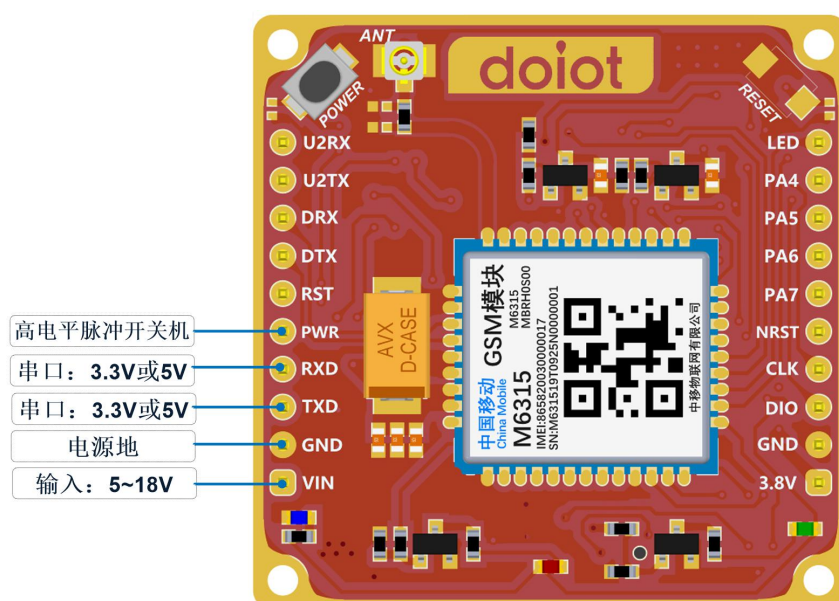 ANT
doiot
POWER
RESET
U2RX
U2TX
DRX
DTX
RST
高电平脉冲开关机
PWR
串口：3.3V或5V
RXD
串口：3.3V或5V
TXD
电源地
GND
输入：5~18V
VIN
AVX
D-CASE
中国移动
China Mobile
GSM模块
M6315
M6315
MBRH0S00
IMEI:865820030000017
SN:M631519T0925N0000001
中移物联网有限公司
LED
PA4
PA5
PA6
PA7
NRST
CLK
DIO
GND
3.8V